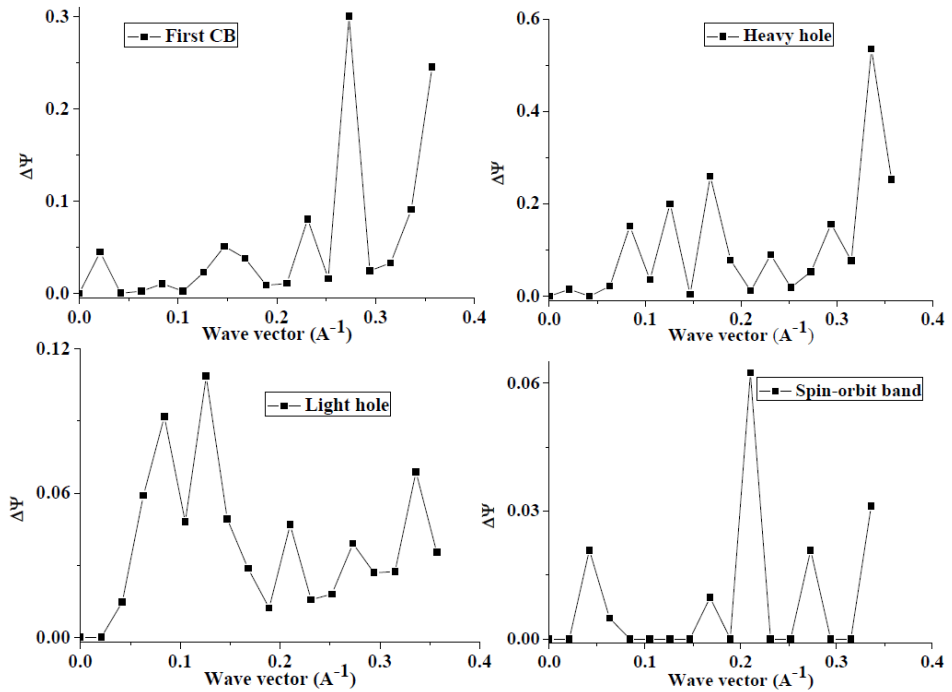 0.3
0.2
0.1
0.0
ΔΨ
First CB
0.0 0.1 0.2 0.3 0.4
Wave vector (A⁻¹)
0.6
0.4
0.2
0.0
ΔΨ
Heavy hole
0.0 0.1 0.2 0.3 0.4
Wave vector (A⁻¹)
0.12
0.06
0.00
ΔΨ
Light hole
0.0 0.1 0.2 0.3 0.4
Wave vector (A⁻¹)
0.06
0.03
0.00
ΔΨ
Spin-orbit band
0.0 0.1 0.2 0.3 0.4
Wave vector (A⁻¹)